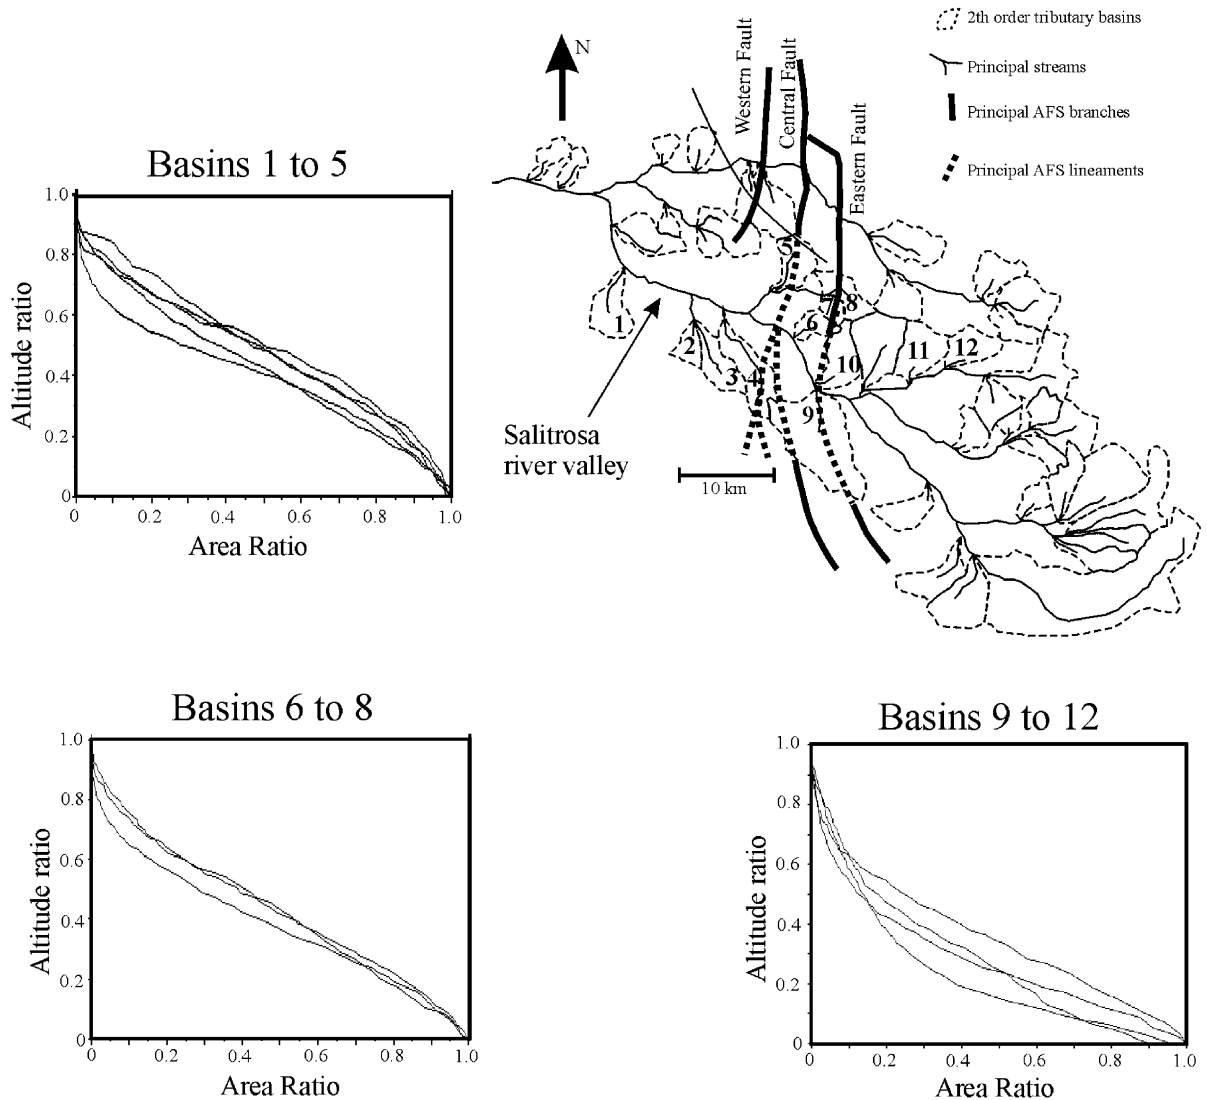 2th order tributary basins
Principal streams
Principal AFS branches
Principal AFS lineaments
N
Western Fault
Central Fault
Eastern Fault
5
7
8
6
1
2
3
4
10
11
12
9
Salitrosa
river valley
10 km
Basins 1 to 5
1.0
0.8
0.6
0.4
0.2
0
Altitude ratio
0
0.2
0.4
0.6
0.8
1.0
Area Ratio
Basins 6 to 8
1.0
0.8
0.6
0.4
0.2
0
Altitude ratio
0
0.2
0.4
0.6
0.8
1.0
Area Ratio
Basins 9 to 12
1.0
0.8
0.6
0.4
0.2
0
Altitude ratio
0
0.2
0.4
0.6
0.8
1.0
Area Ratio